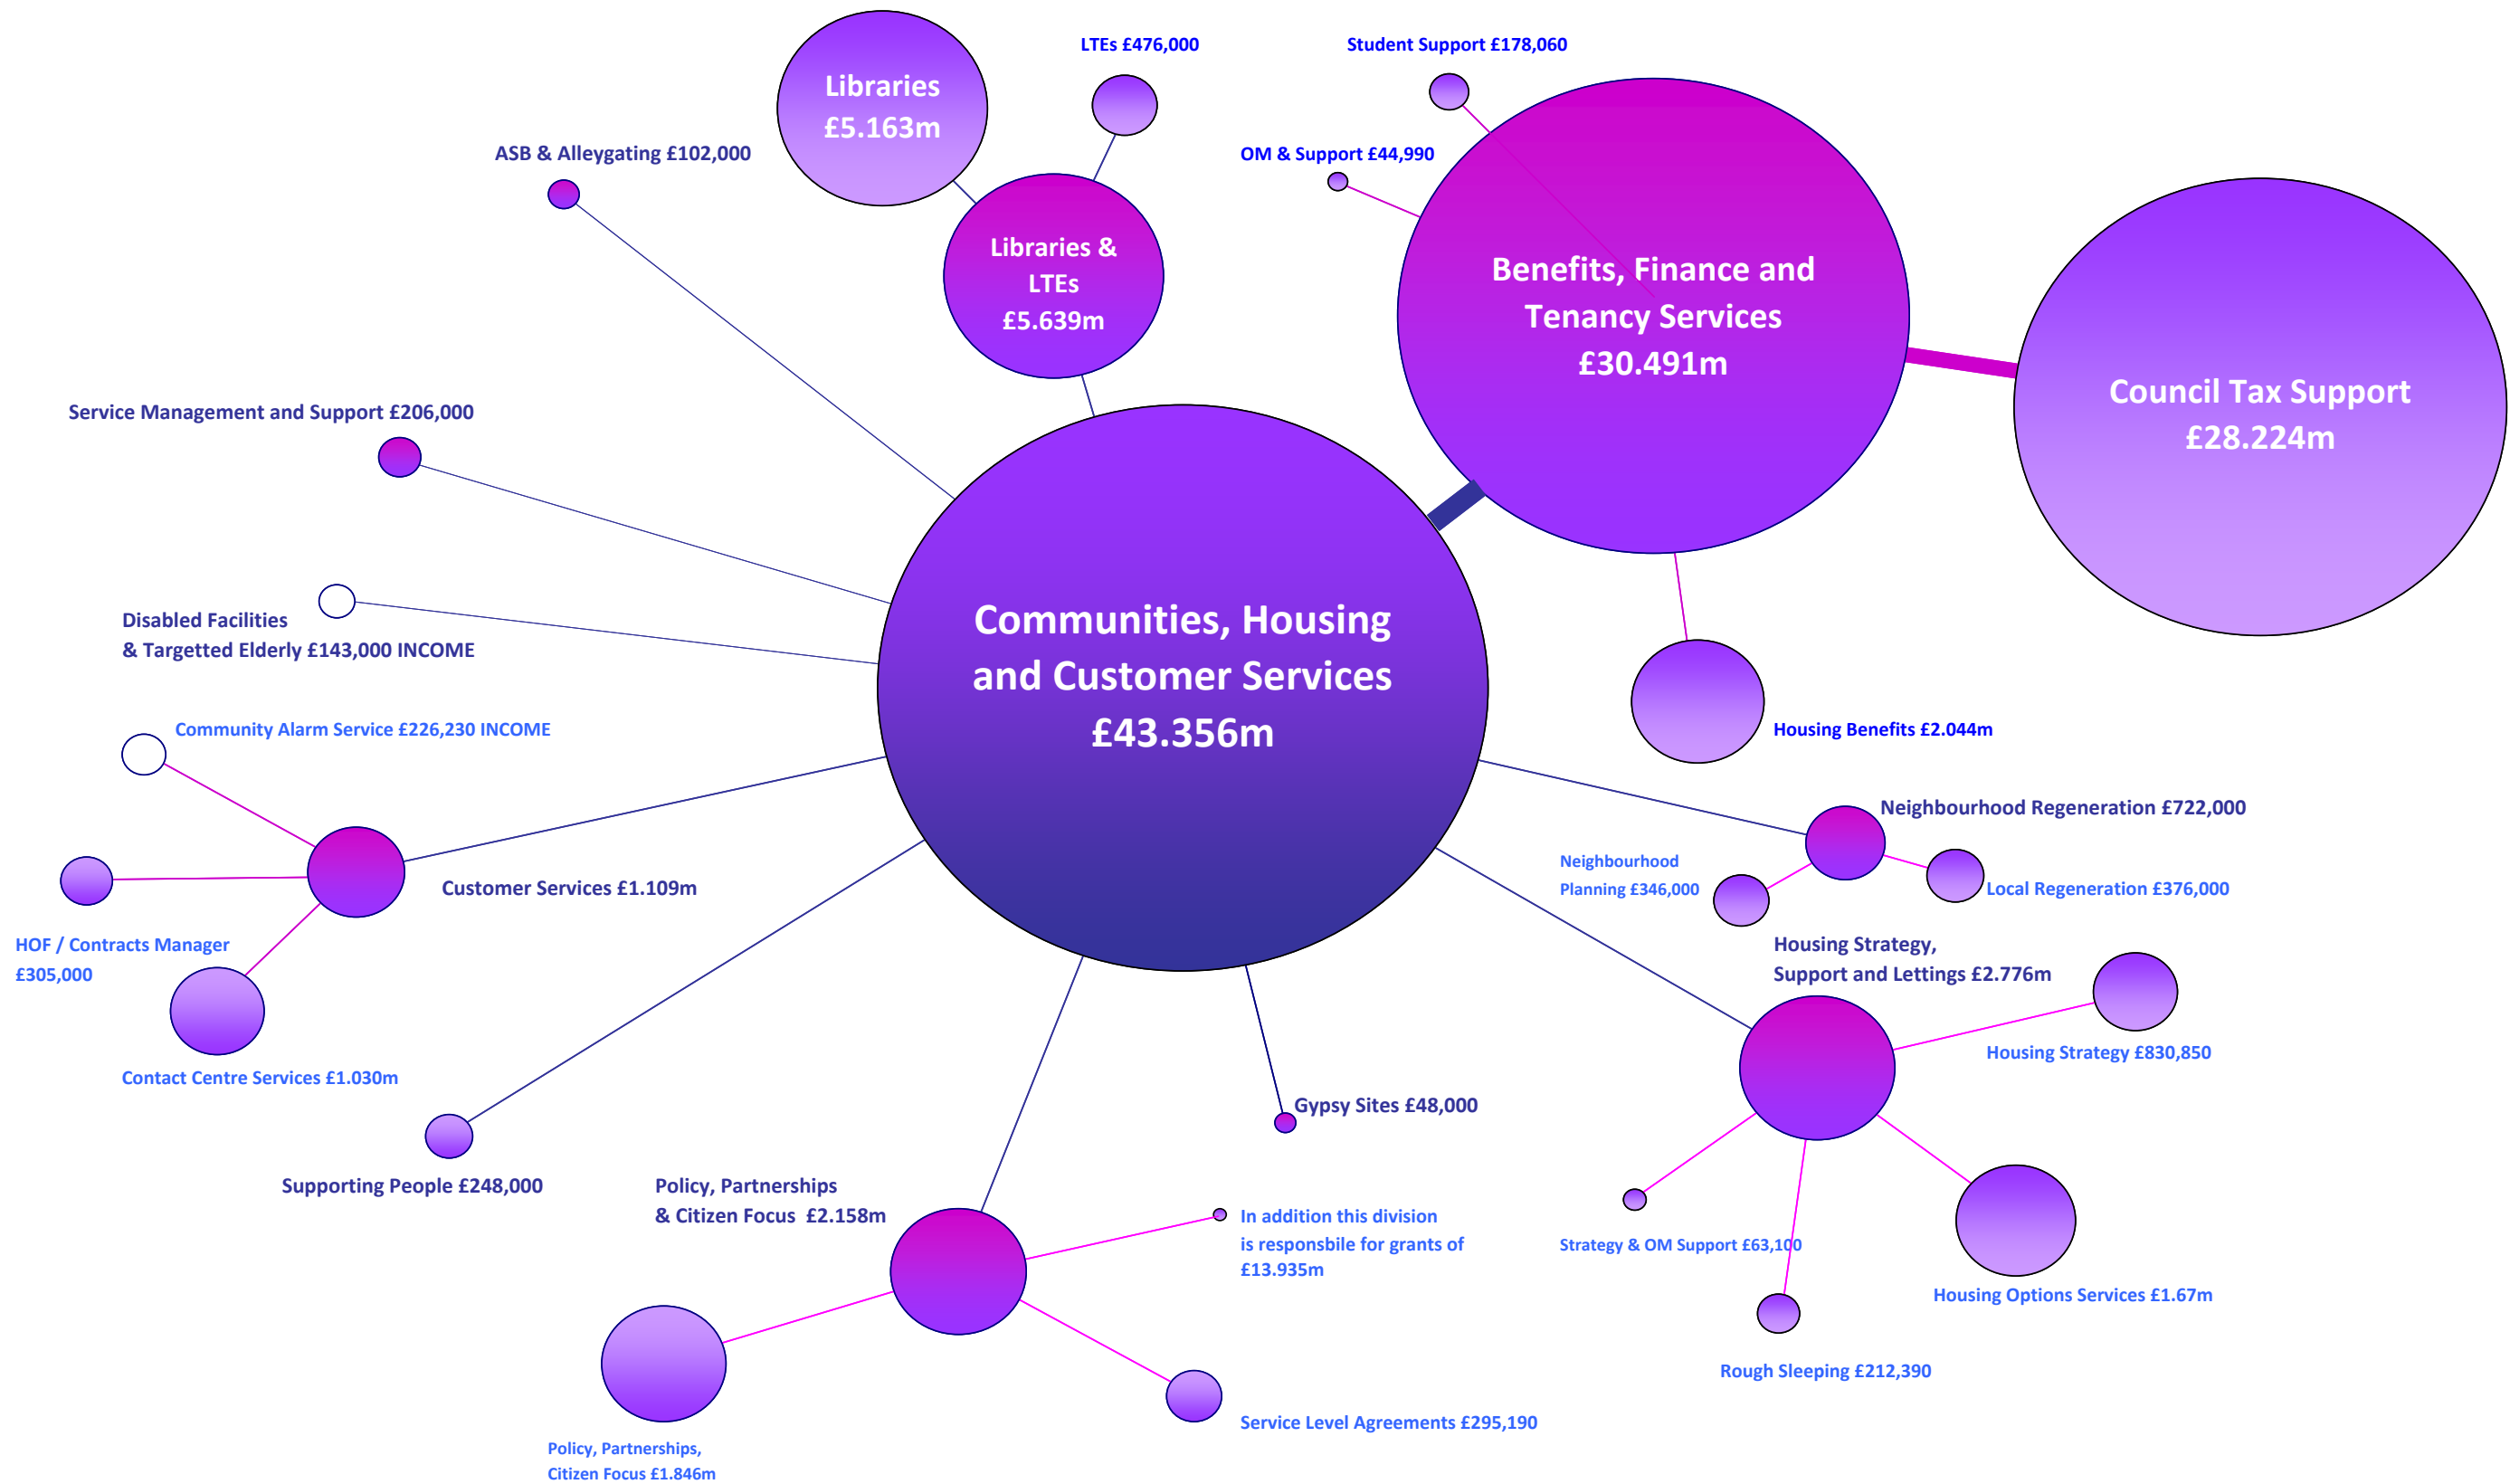 LTEs £476,000
Student Support £178,060
Libraries
£5.163m
ASB & Alleygating £102,000
OM & Support £44,990
Libraries &
LTEs
£5.639m
Benefits, Finance and
Tenancy Services
£30.491m
Council Tax Support
£28.224m
Service Management and Support £206,000
Communities, Housing
and Customer Services
£43.356m
Disabled Facilities
& Targetted Elderly £143,000 INCOME
Community Alarm Service £226,230 INCOME
Housing Benefits £2.044m
Neighbourhood Regeneration £722,000
Neighbourhood
Planning £346,000
Local Regeneration £376,000
Customer Services £1.109m
HOF / Contracts Manager
£305,000
Housing Strategy,
Support and Lettings £2.776m
Housing Strategy £830,850
Contact Centre Services £1.030m
Gypsy Sites £48,000
Supporting People £248,000
Policy, Partnerships
& Citizen Focus  £2.158m
In addition this division
is responsbile for grants of
£13.935m
Strategy & OM Support £63,100
Housing Options Services £1.67m
Rough Sleeping £212,390
Service Level Agreements £295,190
Policy, Partnerships,
Citizen Focus £1.846m